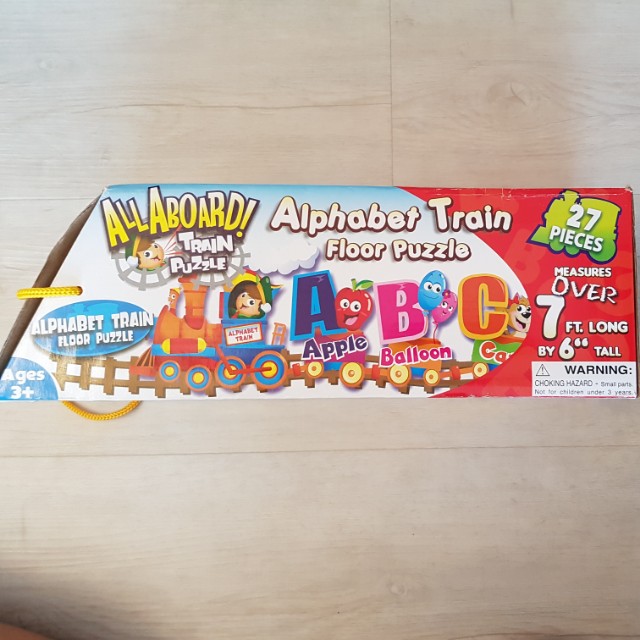 ALL ABOARD!
TRAIN
PUZZLE
Alphabet Train
Floor Puzzle
27
PIECES
MEASURES
OVER
7 FT. LONG
BY 6“ TALL
ALPHABET TRAIN
FLOOR PUZZLE
ALPHABET
TRAIN
A B C
Apple
Balloon
Ca
Ages
3+
WARNING:
CHOKING HAZARD - Small parts.
Not for children under 3 years.